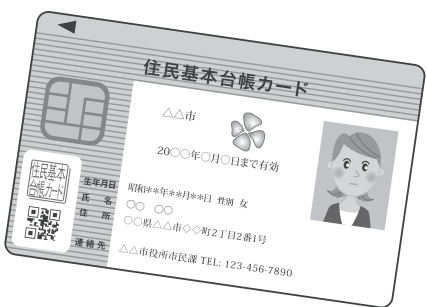 住民基本台帳カード
△△市
20○○年○月○日まで有効
住民基本
台帳カード
生年月日 昭和**年**月**日 性別 女
氏名 ○○ ○○
住所 ○○県△△市◇◇町2丁目2番1号
連絡先 △△市役所市民課 TEL: 123-456-7890